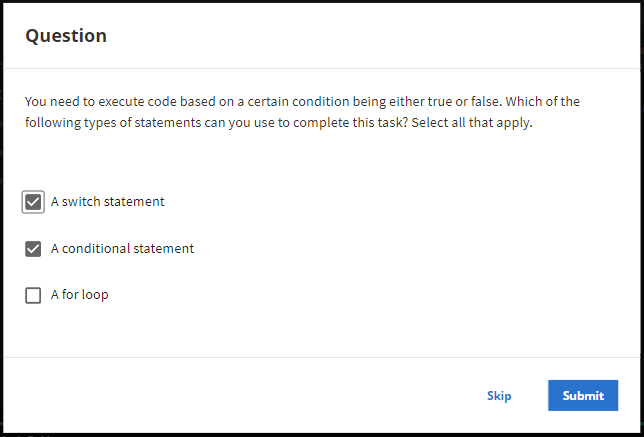 Question
You need to execute code based on a certain condition being either true or false. Which of the
following types of statements can you use to complete this task? Select all that apply.
A switch statement
A conditional statement
A for loop
Skip
Submit